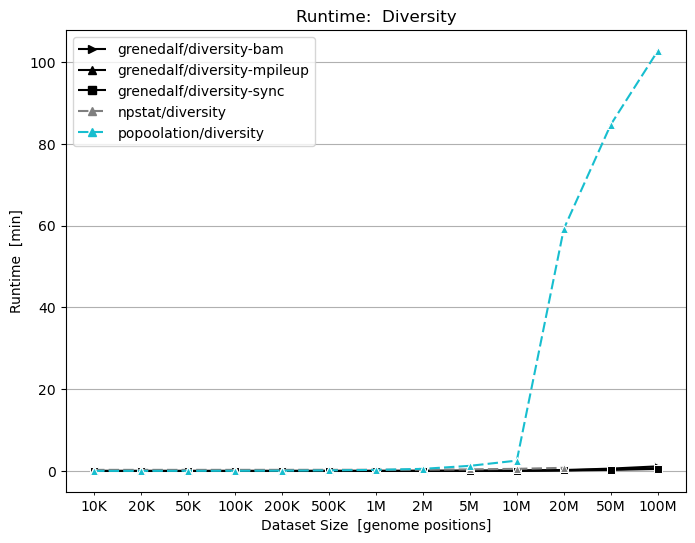 Runtime:  Diversity
grenedalf/diversity-bam
grenedalf/diversity-mpileup
grenedalf/diversity-sync
npstat/diversity
popoolation/diversity
Runtime  [min]
100
80
60
40
20
0
10K 20K 50K 100K 200K 500K 1M 2M 5M 10M 20M 50M 100M
Dataset Size  [genome positions]